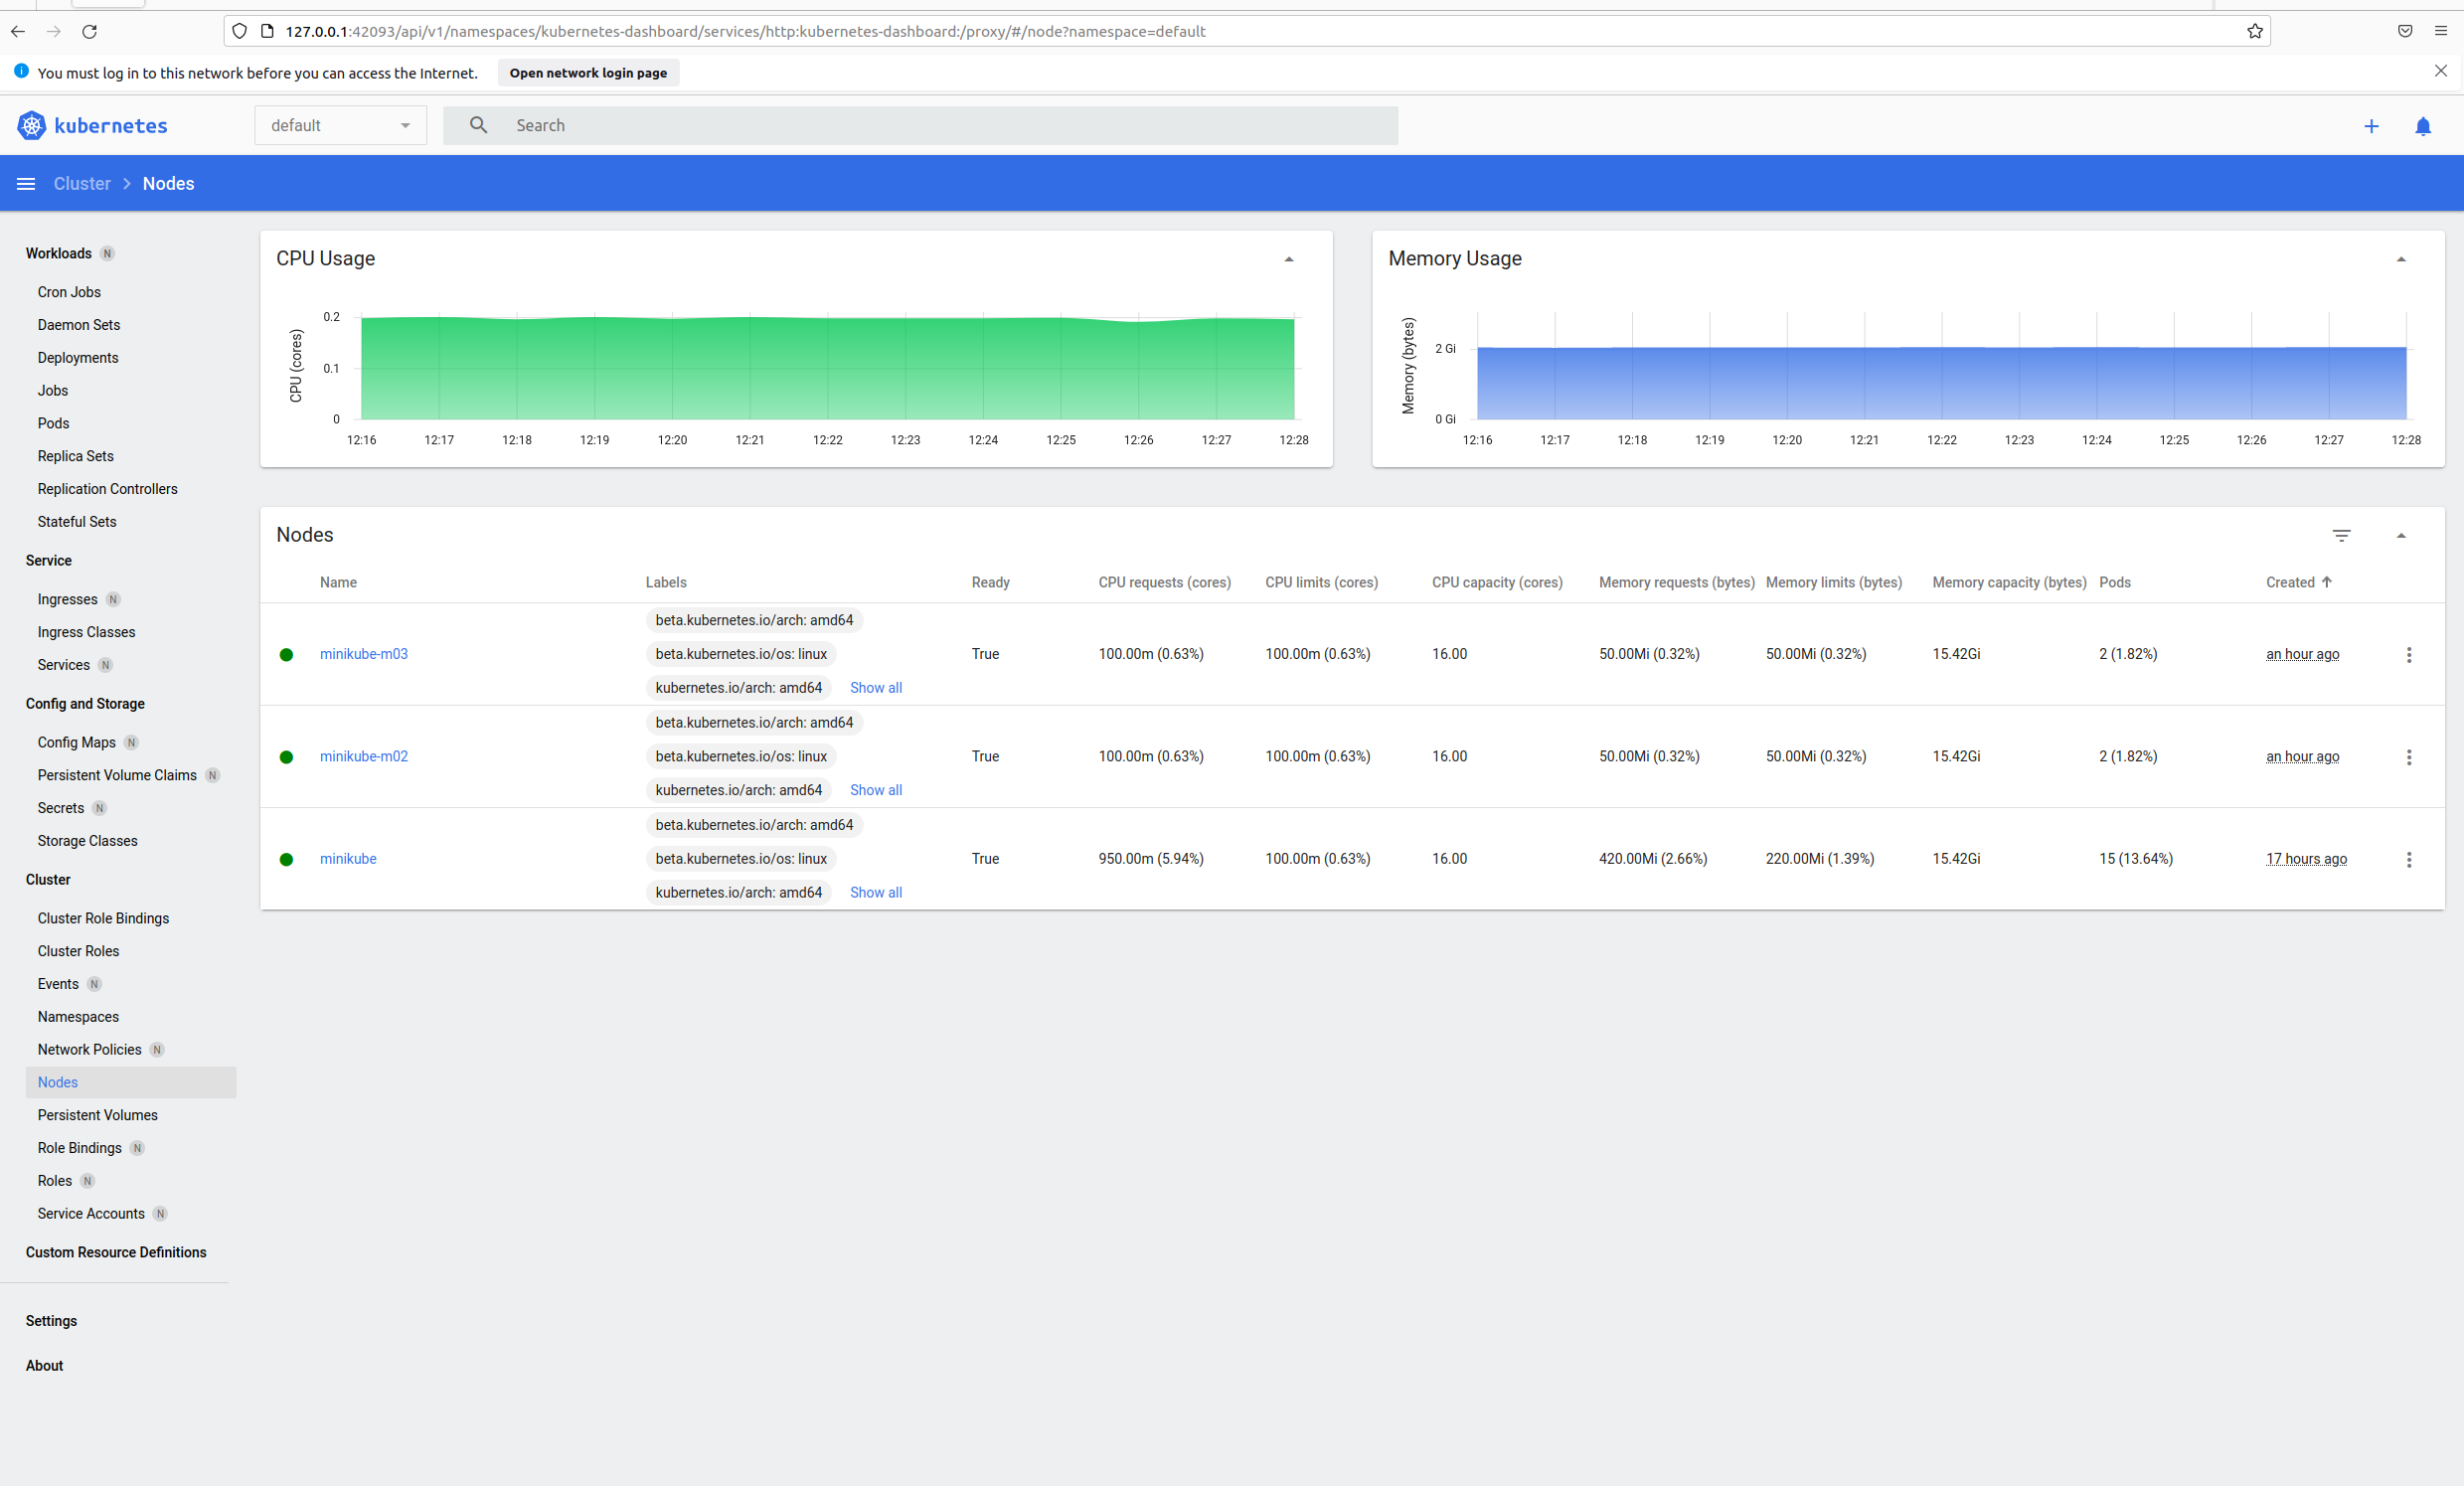 127.0.0.1:42093/api/v1/namespaces/kubernetes-dashboard/services/http:kubernetes-dashboard:/proxy/#/node?namespace=default
You must log in to this network before you can access the Internet. Open network login page
kubernetes default Search
Cluster Nodes
Workloads N
Cron Jobs
Daemon Sets
Deployments
Jobs
Pods
Replica Sets
Replication Controllers
Stateful Sets
Service
Ingresses N
Ingress Classes
Services N
Config and Storage
Config Maps N
Persistent Volume Claims N
Secrets N
Storage Classes
Cluster
Cluster Role Bindings
Cluster Roles
Events N
Namespaces
Network Policies N
Nodes
Persistent Volumes
Role Bindings N
Roles N
Service Accounts N
Custom Resource Definitions
Settings
About
CPU Usage
CPU (cores)
0.2
0.1
0
12:16 12:17 12:18 12:19 12:20 12:21 12:22 12:23 12:24 12:25 12:26 12:27 12:28
Memory Usage
Memory (bytes)
2 Gi
0 Gi
12:16 12:17 12:18 12:19 12:20 12:21 12:22 12:23 12:24 12:25 12:26 12:27 12:28
Nodes
Name Labels Ready CPU requests (cores) CPU limits (cores) CPU capacity (cores) Memory requests (bytes) Memory limits (bytes) Memory capacity (bytes) Pods Created
beta.kubernetes.io/arch: amd64
minikube-m03 beta.kubernetes.io/os: linux True 100.00m (0.63%) 100.00m (0.63%) 16.00 50.00Mi (0.32%) 50.00Mi (0.32%) 15.42Gi 2 (1.82%) an hour ago
kubernetes.io/arch: amd64 Show all
beta.kubernetes.io/arch: amd64
minikube-m02 beta.kubernetes.io/os: linux True 100.00m (0.63%) 100.00m (0.63%) 16.00 50.00Mi (0.32%) 50.00Mi (0.32%) 15.42Gi 2 (1.82%) an hour ago
kubernetes.io/arch: amd64 Show all
beta.kubernetes.io/arch: amd64
minikube beta.kubernetes.io/os: linux True 950.00m (5.94%) 100.00m (0.63%) 16.00 420.00Mi (2.66%) 220.00Mi (1.39%) 15.42Gi 15 (13.64%) 17 hours ago
kubernetes.io/arch: amd64 Show all